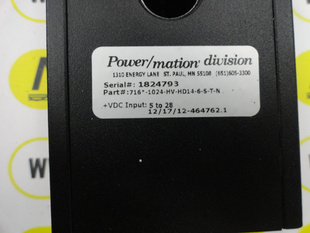 Power/mation division
1310 ENERGY LANE ST. PAUL, MN 55108 (651)605-3300
Serial#: 1824793
Part#:716*-1024-HV-HD14-6-S-T-N
+VDC Input: 5 to 28
12/17/12-464762.1